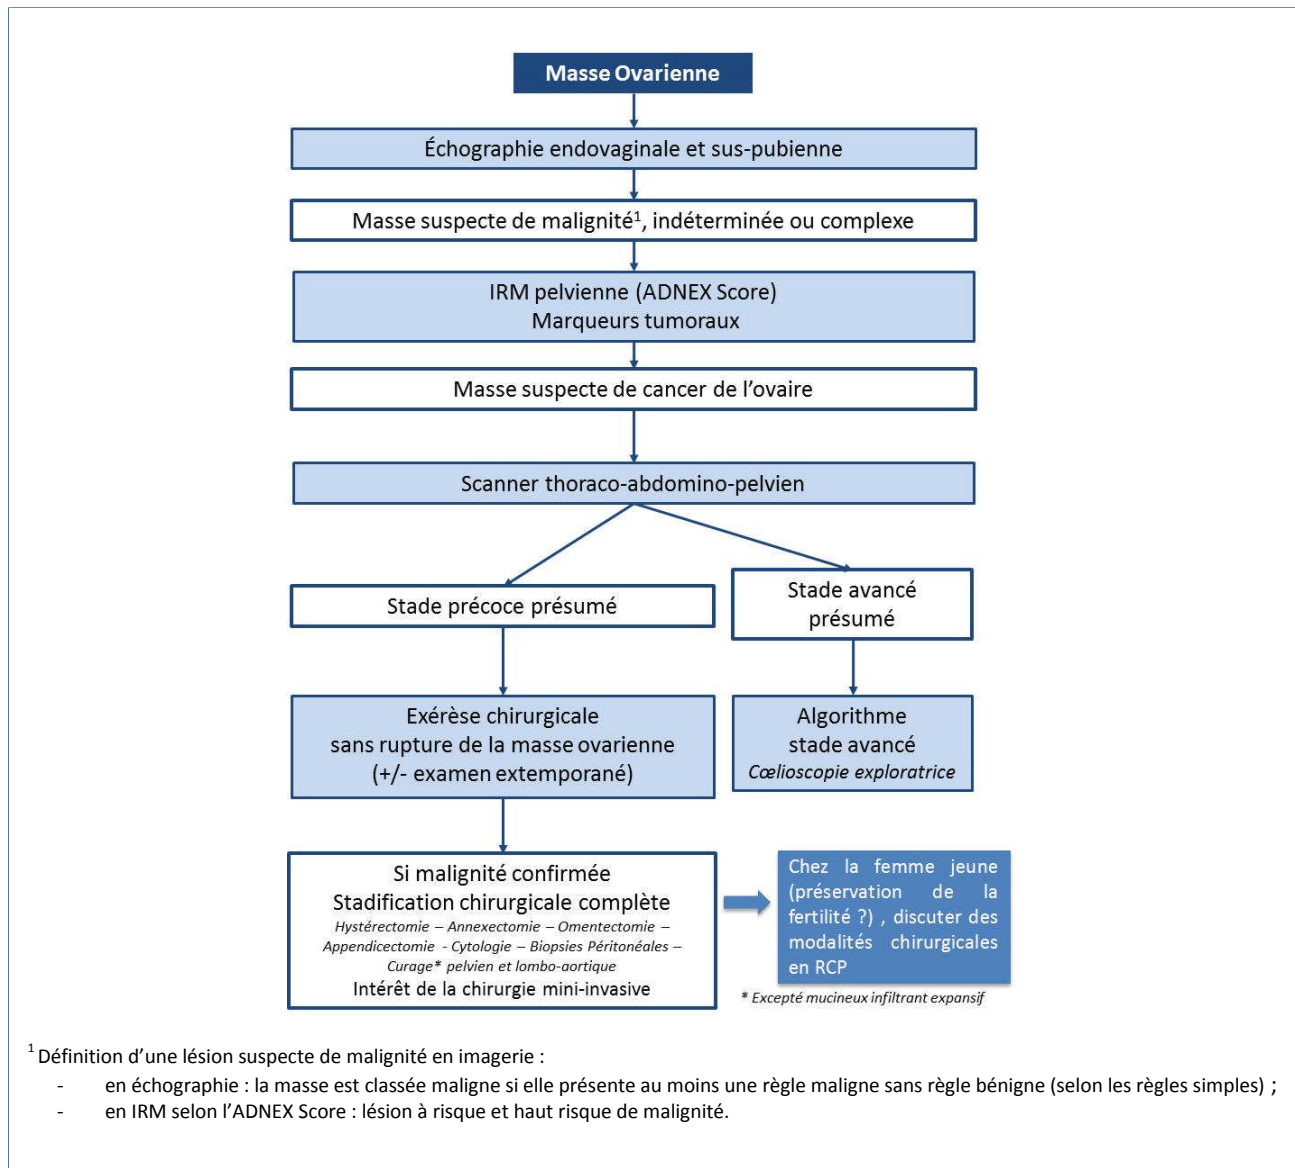 Masse Ovarienne
Échographie endovaginale et sus-pubienne
Masse suspecte de malignité¹, indéterminée ou complexe
IRM pelvienne (ADNEX Score)
Marqueurs tumoraux
Masse suspecte de cancer de l'ovaire
Scanner thoraco-abdomino-pelvien
Stade précoce présumé
Stade avancé
présumé
Exérèse chirurgicale
sans rupture de la masse ovarienne
(+/- examen extemporané)
Algorithme
stade avancé
Cœlioscopie exploratrice
Si malignité confirmée
Stadification chirurgicale complète
Hystérectomie – Annexectomie – Omentectomie –
Appendicectomie - Cytologie – Biopsies Péritonéales –
Curage* pelvien et lombo-aortique
Intérêt de la chirurgie mini-invasive
Chez la femme jeune
(préservation de la
fertilité ?) , discuter des
modalités chirurgicales
en RCP
* Excepté mucineux infiltrant expansif
¹ Définition d'une lésion suspecte de malignité en imagerie :
- en échographie : la masse est classée maligne si elle présente au moins une règle maligne sans règle bénigne (selon les règles simples) ;
- en IRM selon l'ADNEX Score : lésion à risque et haut risque de malignité.